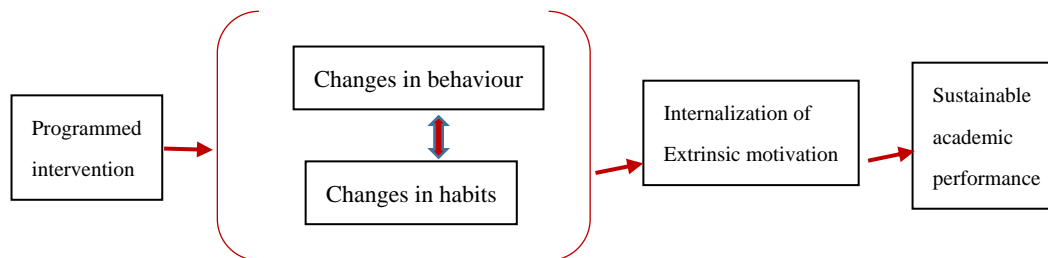 Programmed
intervention
Changes in behaviour
Changes in habits
Internalization of
Extrinsic motivation
Sustainable
academic
performance